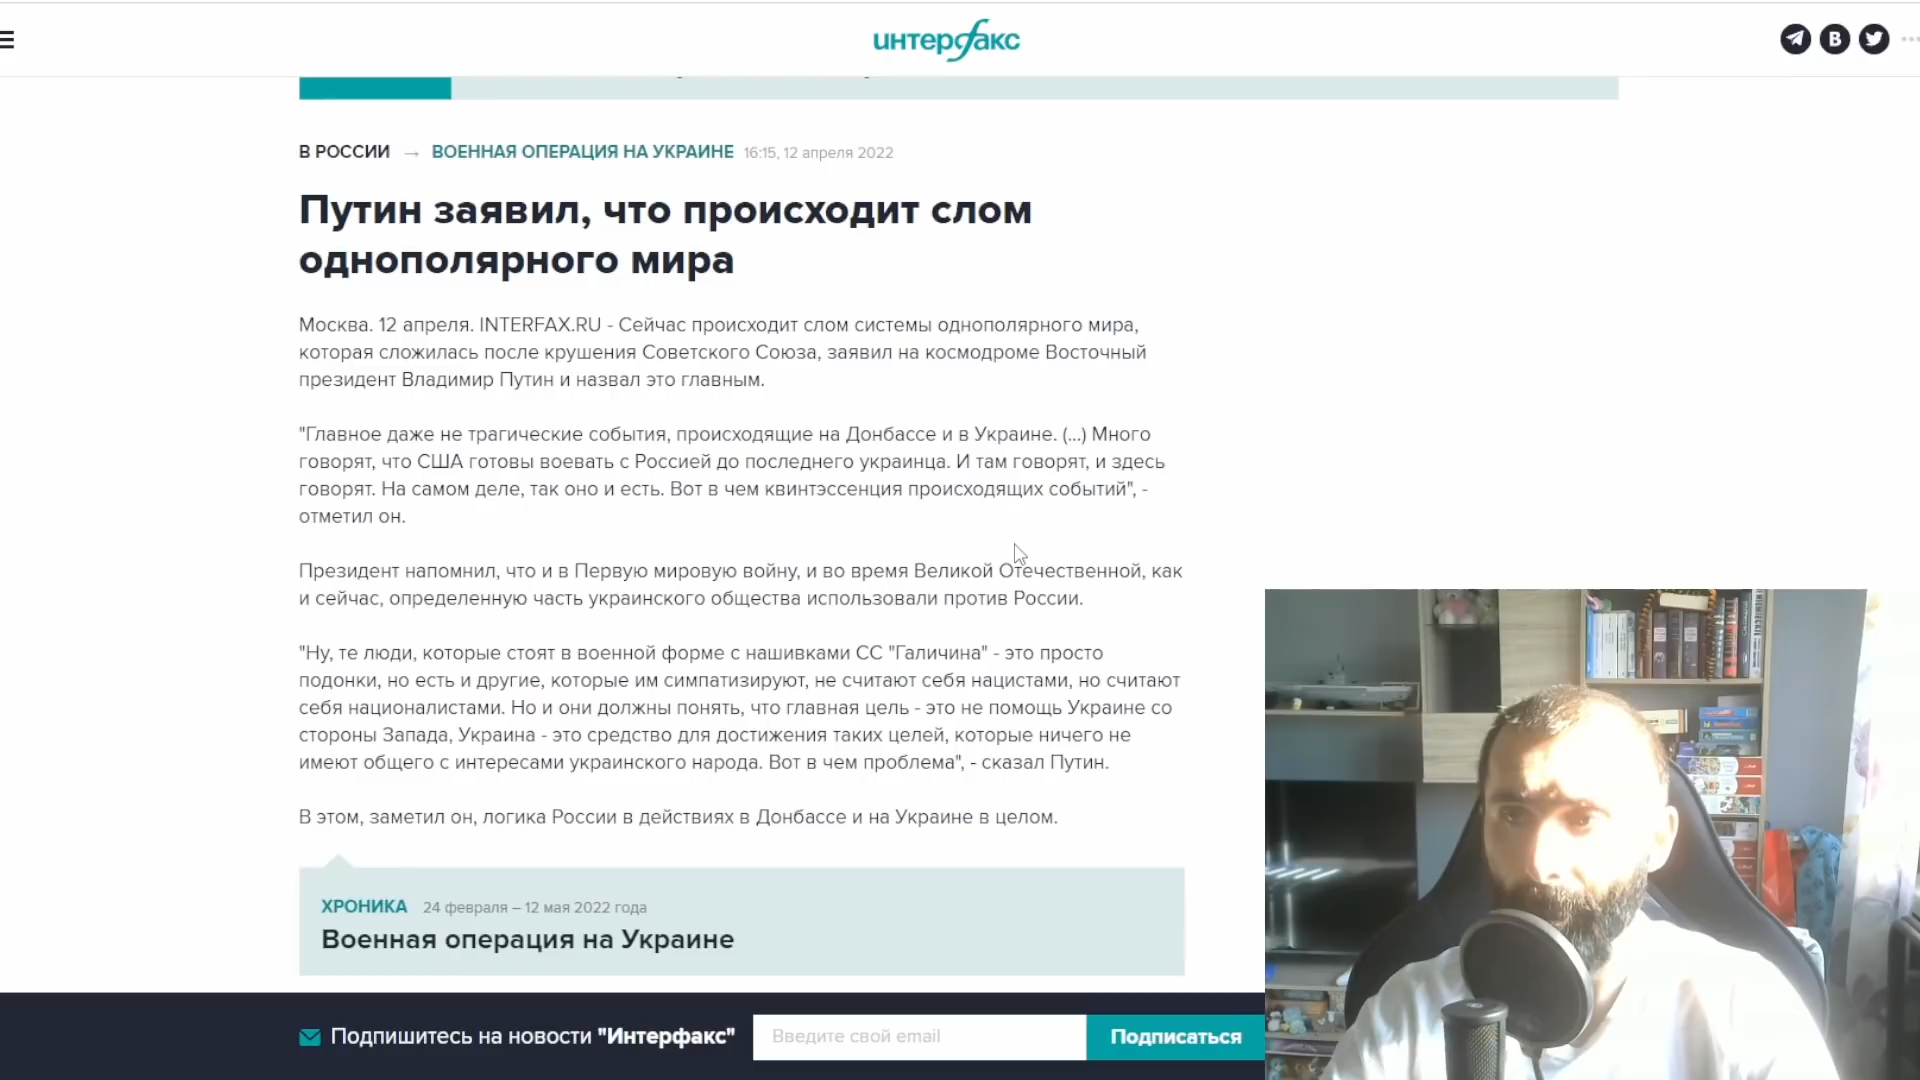 интерфакс
В РОССИИ → ВОЕННАЯ ОПЕРАЦИЯ НА УКРАИНЕ 16:15, 12 апреля 2022
Путин заявил, что происходит слом
однополярного мира
Москва. 12 апреля. INTERFAX.RU - Сейчас происходит слом системы однополярного мира,
которая сложилась после крушения Советского Союза, заявил на космодроме Восточный
президент Владимир Путин и назвал это главным.
"Главное даже не трагические события, происходящие на Донбассе и в Украине. (...) Много
говорят, что США готовы воевать с Россией до последнего украинца. И там говорят, и здесь
говорят. На самом деле, так оно и есть. Вот в чем квинтэссенция происходящих событий", -
отметил он.
Президент напомнил, что и в Первую мировую войну, и во время Великой Отечественной, как
и сейчас, определенную часть украинского общества использовали против России.
"Ну, те люди, которые стоят в военной форме с нашивками СС "Галичина" - это просто
подонки, но есть и другие, которые им симпатизируют, не считают себя нацистами, но считают
себя националистами. Но и они должны понять, что главная цель - это не помощь Украине со
стороны Запада, Украина - это средство для достижения таких целей, которые ничего не
имеют общего с интересами украинского народа. Вот в чем проблема", - сказал Путин.
В этом, заметил он, логика России в действиях в Донбассе и на Украине в целом.
ХРОНИКА 24 февраля – 12 мая 2022 года
Военная операция на Украине
Подпишитесь на новости "Интерфакс" Введите свой email Подписаться